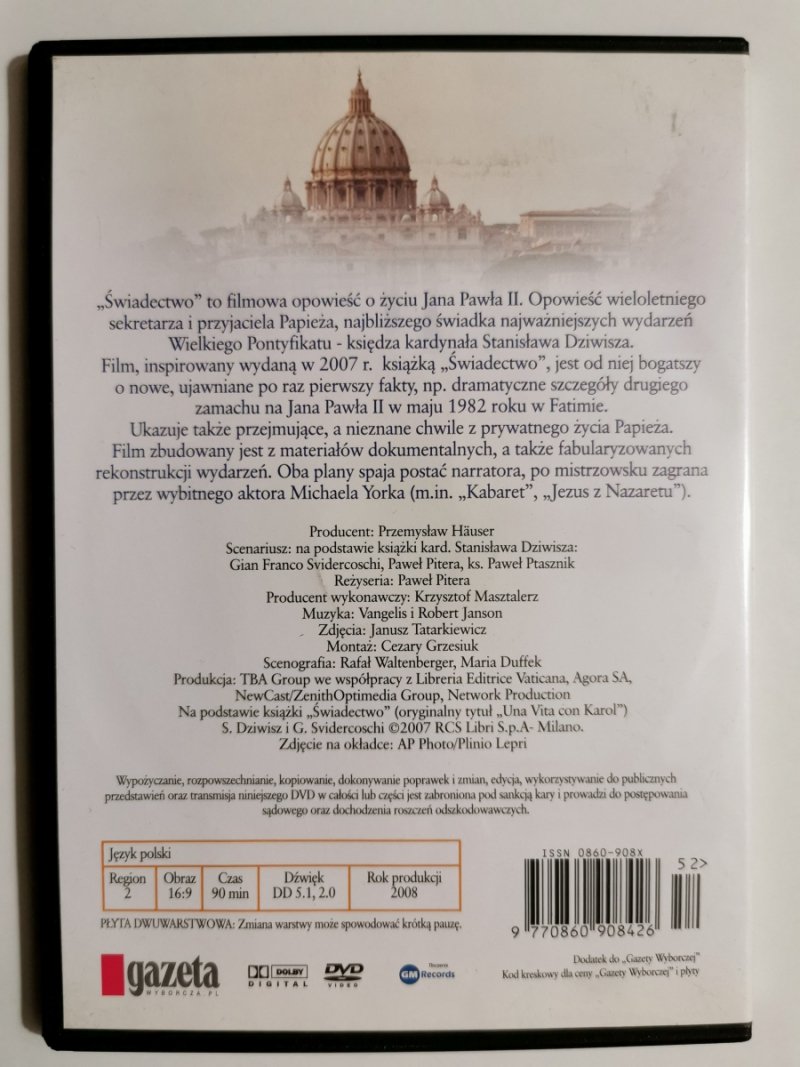 „Świadectwo” to filmowa opowieść o życiu Jana Pawła II. Opowieść wieloletniego
sekretarza i przyjaciela Papieża, najbliższego świadka najważniejszych wydarzeń
Wielkiego Pontyfikatu - księdza kardynała Stanisława Dziwisza.
Film, inspirowany wydaną w 2007 r. książką „Świadectwo”, jest od niej bogatszy
o nowe, ujawniane po raz pierwszy fakty, np. dramatyczne szczegóły drugiego
zamachu na Jana Pawła II w maju 1982 roku w Fatimie.
Ukazuje także przejmujące, a nieznane chwile z prywatnego życia Papieża.
Film zbudowany jest z materiałów dokumentalnych, a także fabularyzowanych
rekonstrukcji wydarzeń. Oba plany spaja postać narratora, po mistrzowsku zagrana
przez wybitnego aktora Michaela Yorka (m.in. „Kabaret”, „Jezus z Nazaretu”).
Producent: Przemysław Häuser
Scenariusz: na podstawie książki kard. Stanisława Dziwisza:
Gian Franco Svidercoschi, Paweł Pitera, ks. Paweł Ptasznik
Reżyseria: Paweł Pitera
Producent wykonawczy: Krzysztof Masztalerz
Muzyka: Vangelis i Robert Janson
Zdjęcia: Janusz Tatarkiewicz
Montaż: Cezary Grzesiuk
Scenografia: Rafał Waltenberger, Maria Duffek
Produkcja: TBA Group we współpracy z Libreria Editrice Vaticana, Agora SA,
NewCast/ZenithOptimedia Group, Network Production
Na podstawie książki „Świadectwo” (oryginalny tytuł „Una Vita con Karol”)
S. Dziwisz i G. Svidercoschi ©2007 RCS Libri S.p.A- Milano.
Zdjęcie na okładce: AP Photo/Plinio Lepri
Wypożyczanie, rozpowszechnianie, kopiowanie, dokonywanie poprawek i zmian, edycja, wykorzystywanie do publicznych
przedstawień oraz transmisja niniejszego DVD w całości lub części jest zabroniona pod sankcją kary i prowadzi do postępowania
sądowego oraz dochodzenia roszczeń odszkodowawczych.
Język polski
Region 2
Obraz 16:9
Czas 90 min
Dźwięk DD 5.1, 2.0
Rok produkcji 2008
PŁYTA DWUWARSTWOWA: Zmiana warstwy może spowodować krótką pauzę.
ISSN 0860-908X
52>
9 770860 908426
Dodatek do „Gazety Wyborczej”
Kod kreskowy dla ceny „Gazety Wyborczej” i płyty
gazeta
WYBORCZA.PL
DOLBY
DIGITAL
DVD
VIDEO
GM Records